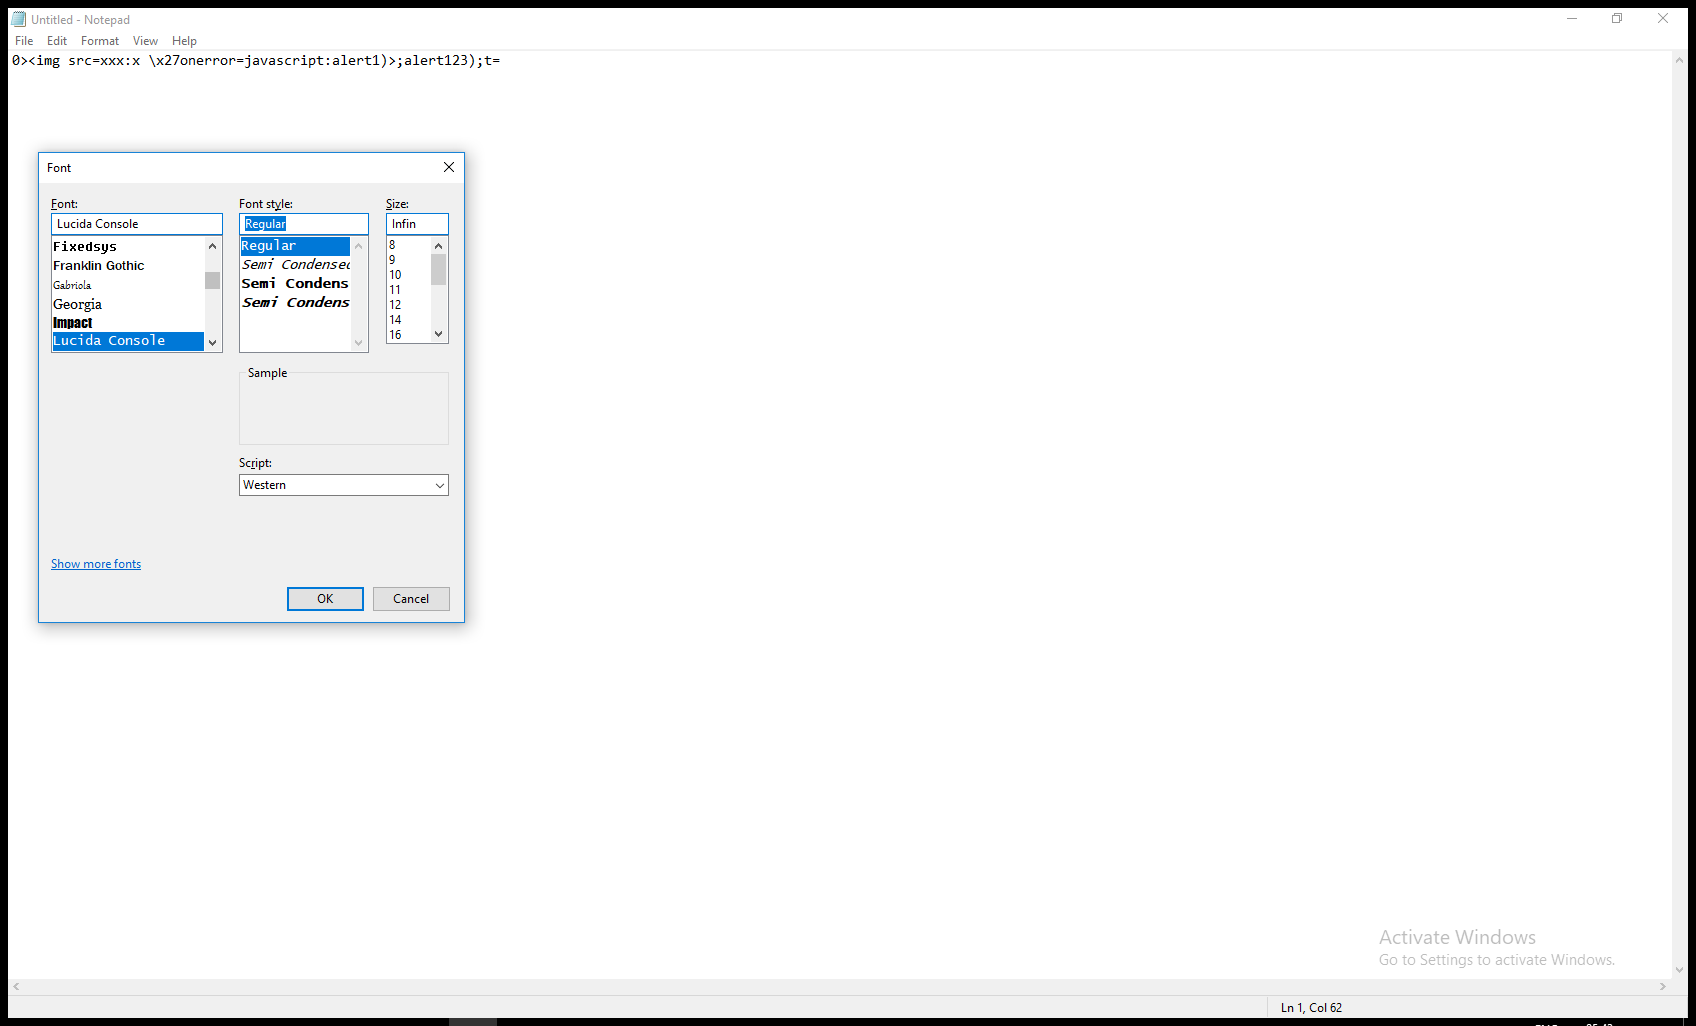 Untitled - Notepad
File Edit Format View Help
0><img src=xxx:x \x27onerror=javascript:alert1)>;alert123);t=
Font
Font: Font style: Size:
Lucida Console Regular Infin
Fixedsys
Franklin Gothic
Gabriola
Georgia
Impact
Lucida Console
Regular
Semi Condensed
Semi Condens
Semi Condens
8
9
10
11
12
14
16
Sample
Script:
Western
Show more fonts
OK Cancel
Activate Windows
Go to Settings to activate Windows.
Ln 1, Col 62